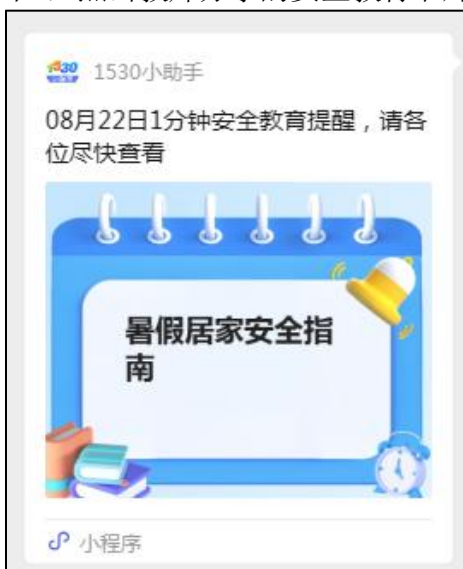 1530
1530小助手
08月22日1分钟安全教育提醒，请各
位尽快查看
暑假居家安全指
南
小程序